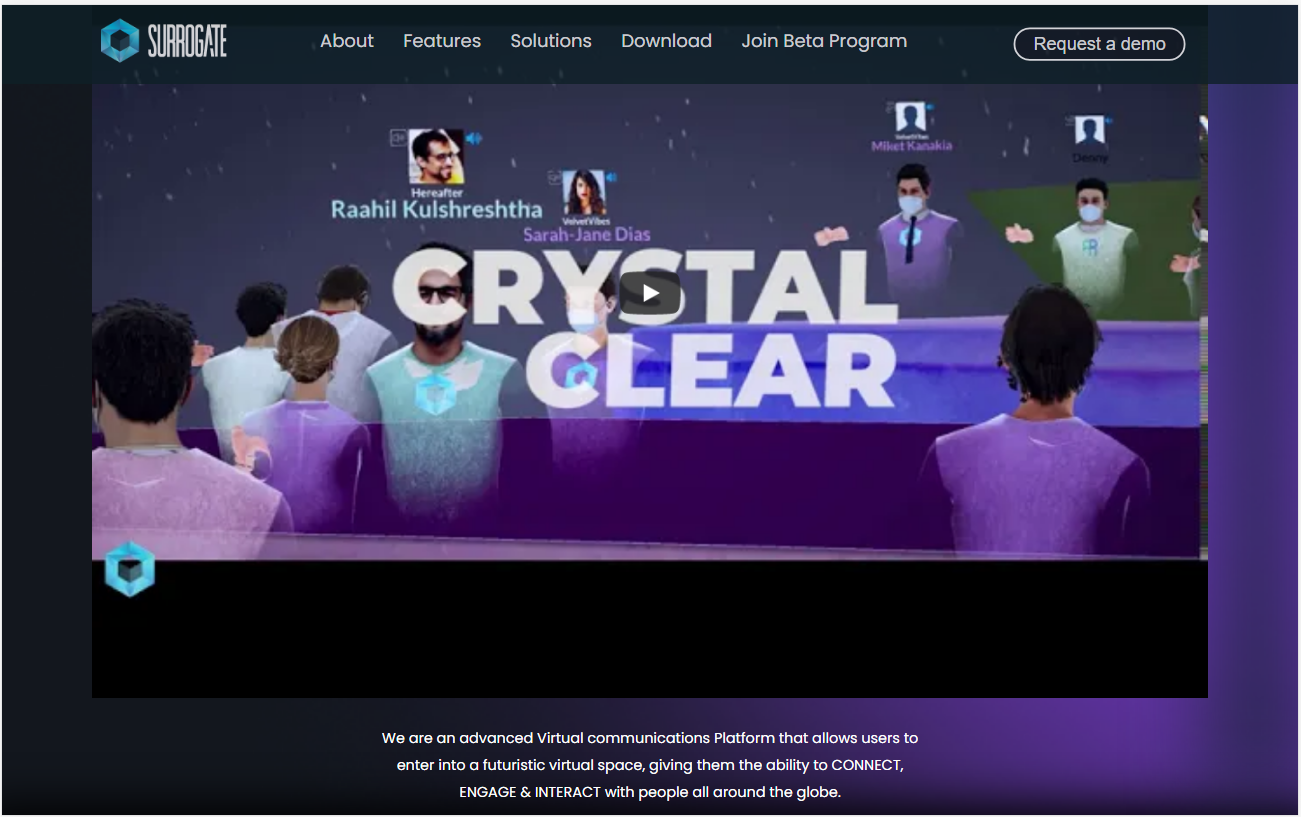 SURROGATE
About Features Solutions Download Join Beta Program
Request a demo
Hereafter
Raahil Kulshreshtha
VelvetVibes
Sarah-Jane Dias
VelvetVibes
Miket Kanakia
Denny
CRYSTAL
CLEAR
We are an advanced Virtual communications Platform that allows users to
enter into a futuristic virtual space, giving them the ability to CONNECT,
ENGAGE & INTERACT with people all around the globe.